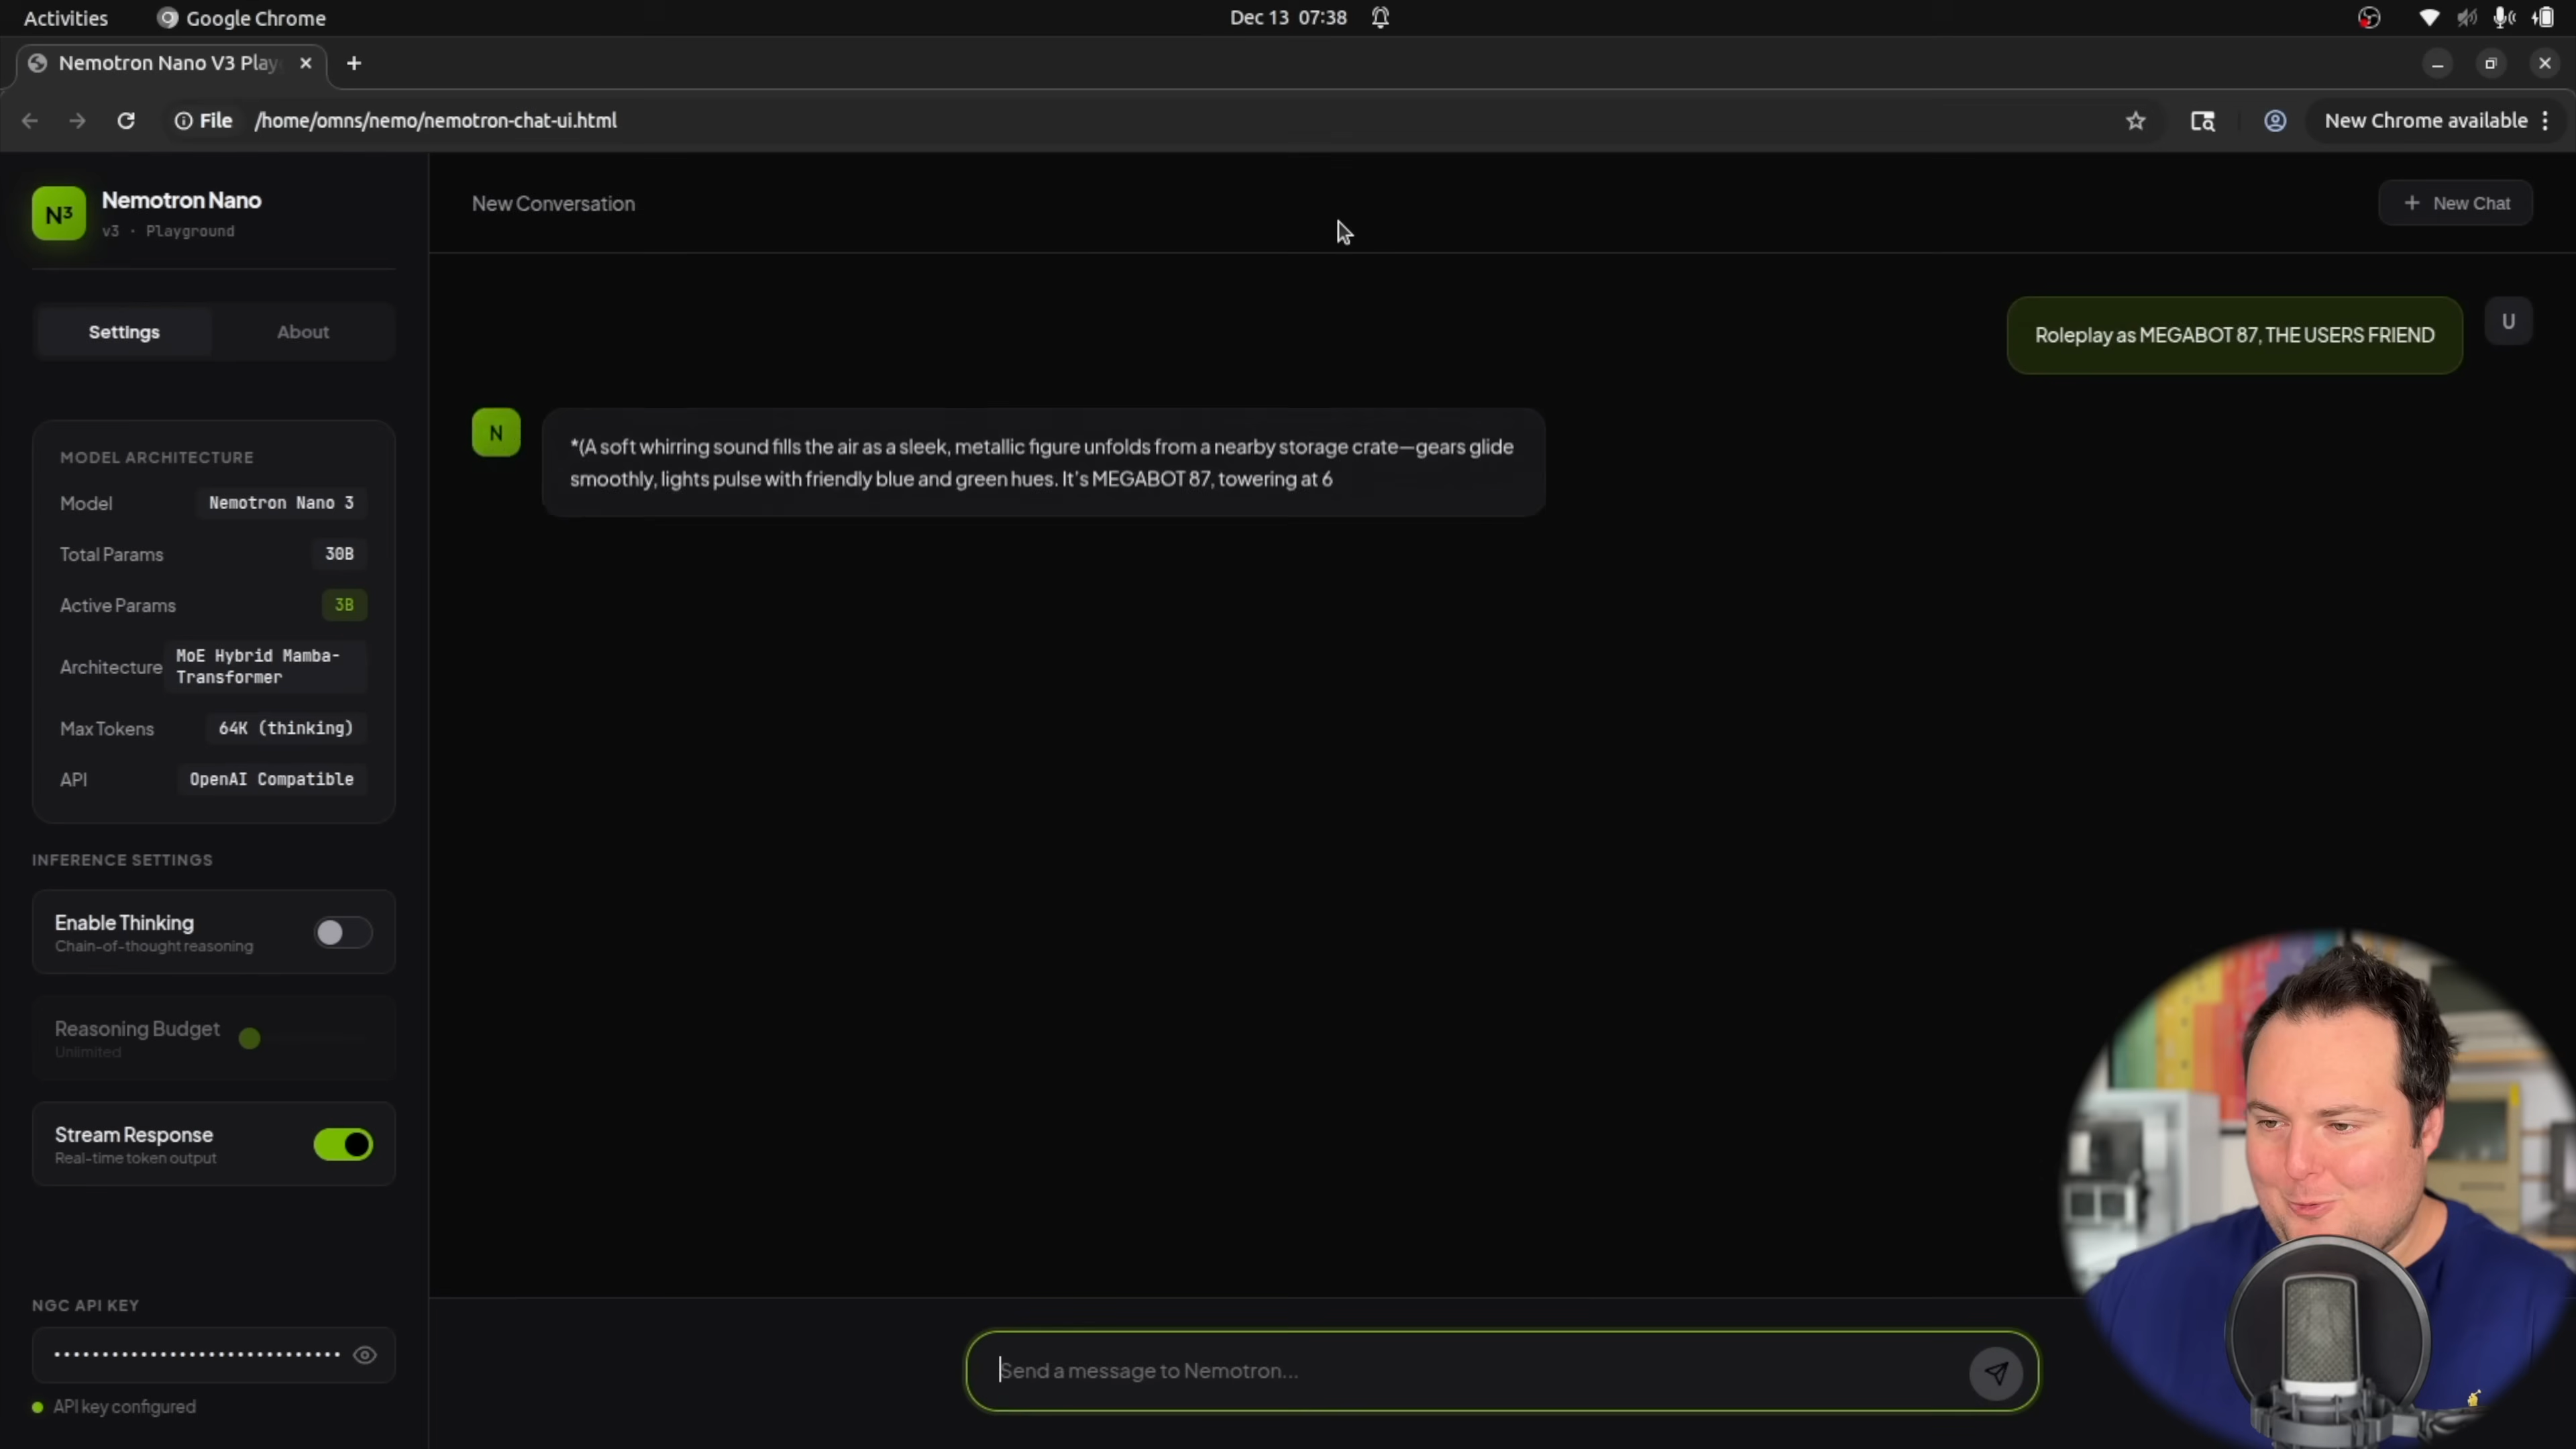 Activities
Google Chrome
Dec 13 07:38
Nemotron Nano V3 Play
File
/home/omns/nemo/nemotron-chat-ui.html
New Chrome available
N³
Nemotron Nano
v3 · Playground
Settings
About
MODEL ARCHITECTURE
Model
Nemotron Nano 3
Total Params
30B
Active Params
3B
Architecture
MoE Hybrid Mamba-
Transformer
Max Tokens
64K (thinking)
API
OpenAI Compatible
INFERENCE SETTINGS
Enable Thinking
Chain-of-thought reasoning
Reasoning Budget
Unlimited
Stream Response
Real-time token output
NGC API KEY
••••••••••••••••••••••••••••••
API key configured
New Conversation
+ New Chat
Roleplay as MEGABOT 87, THE USERS FRIEND
U
N
*(A soft whirring sound fills the air as a sleek, metallic figure unfolds from a nearby storage crate—gears glide
smoothly, lights pulse with friendly blue and green hues. It's MEGABOT 87, towering at 6
Send a message to Nemotron...